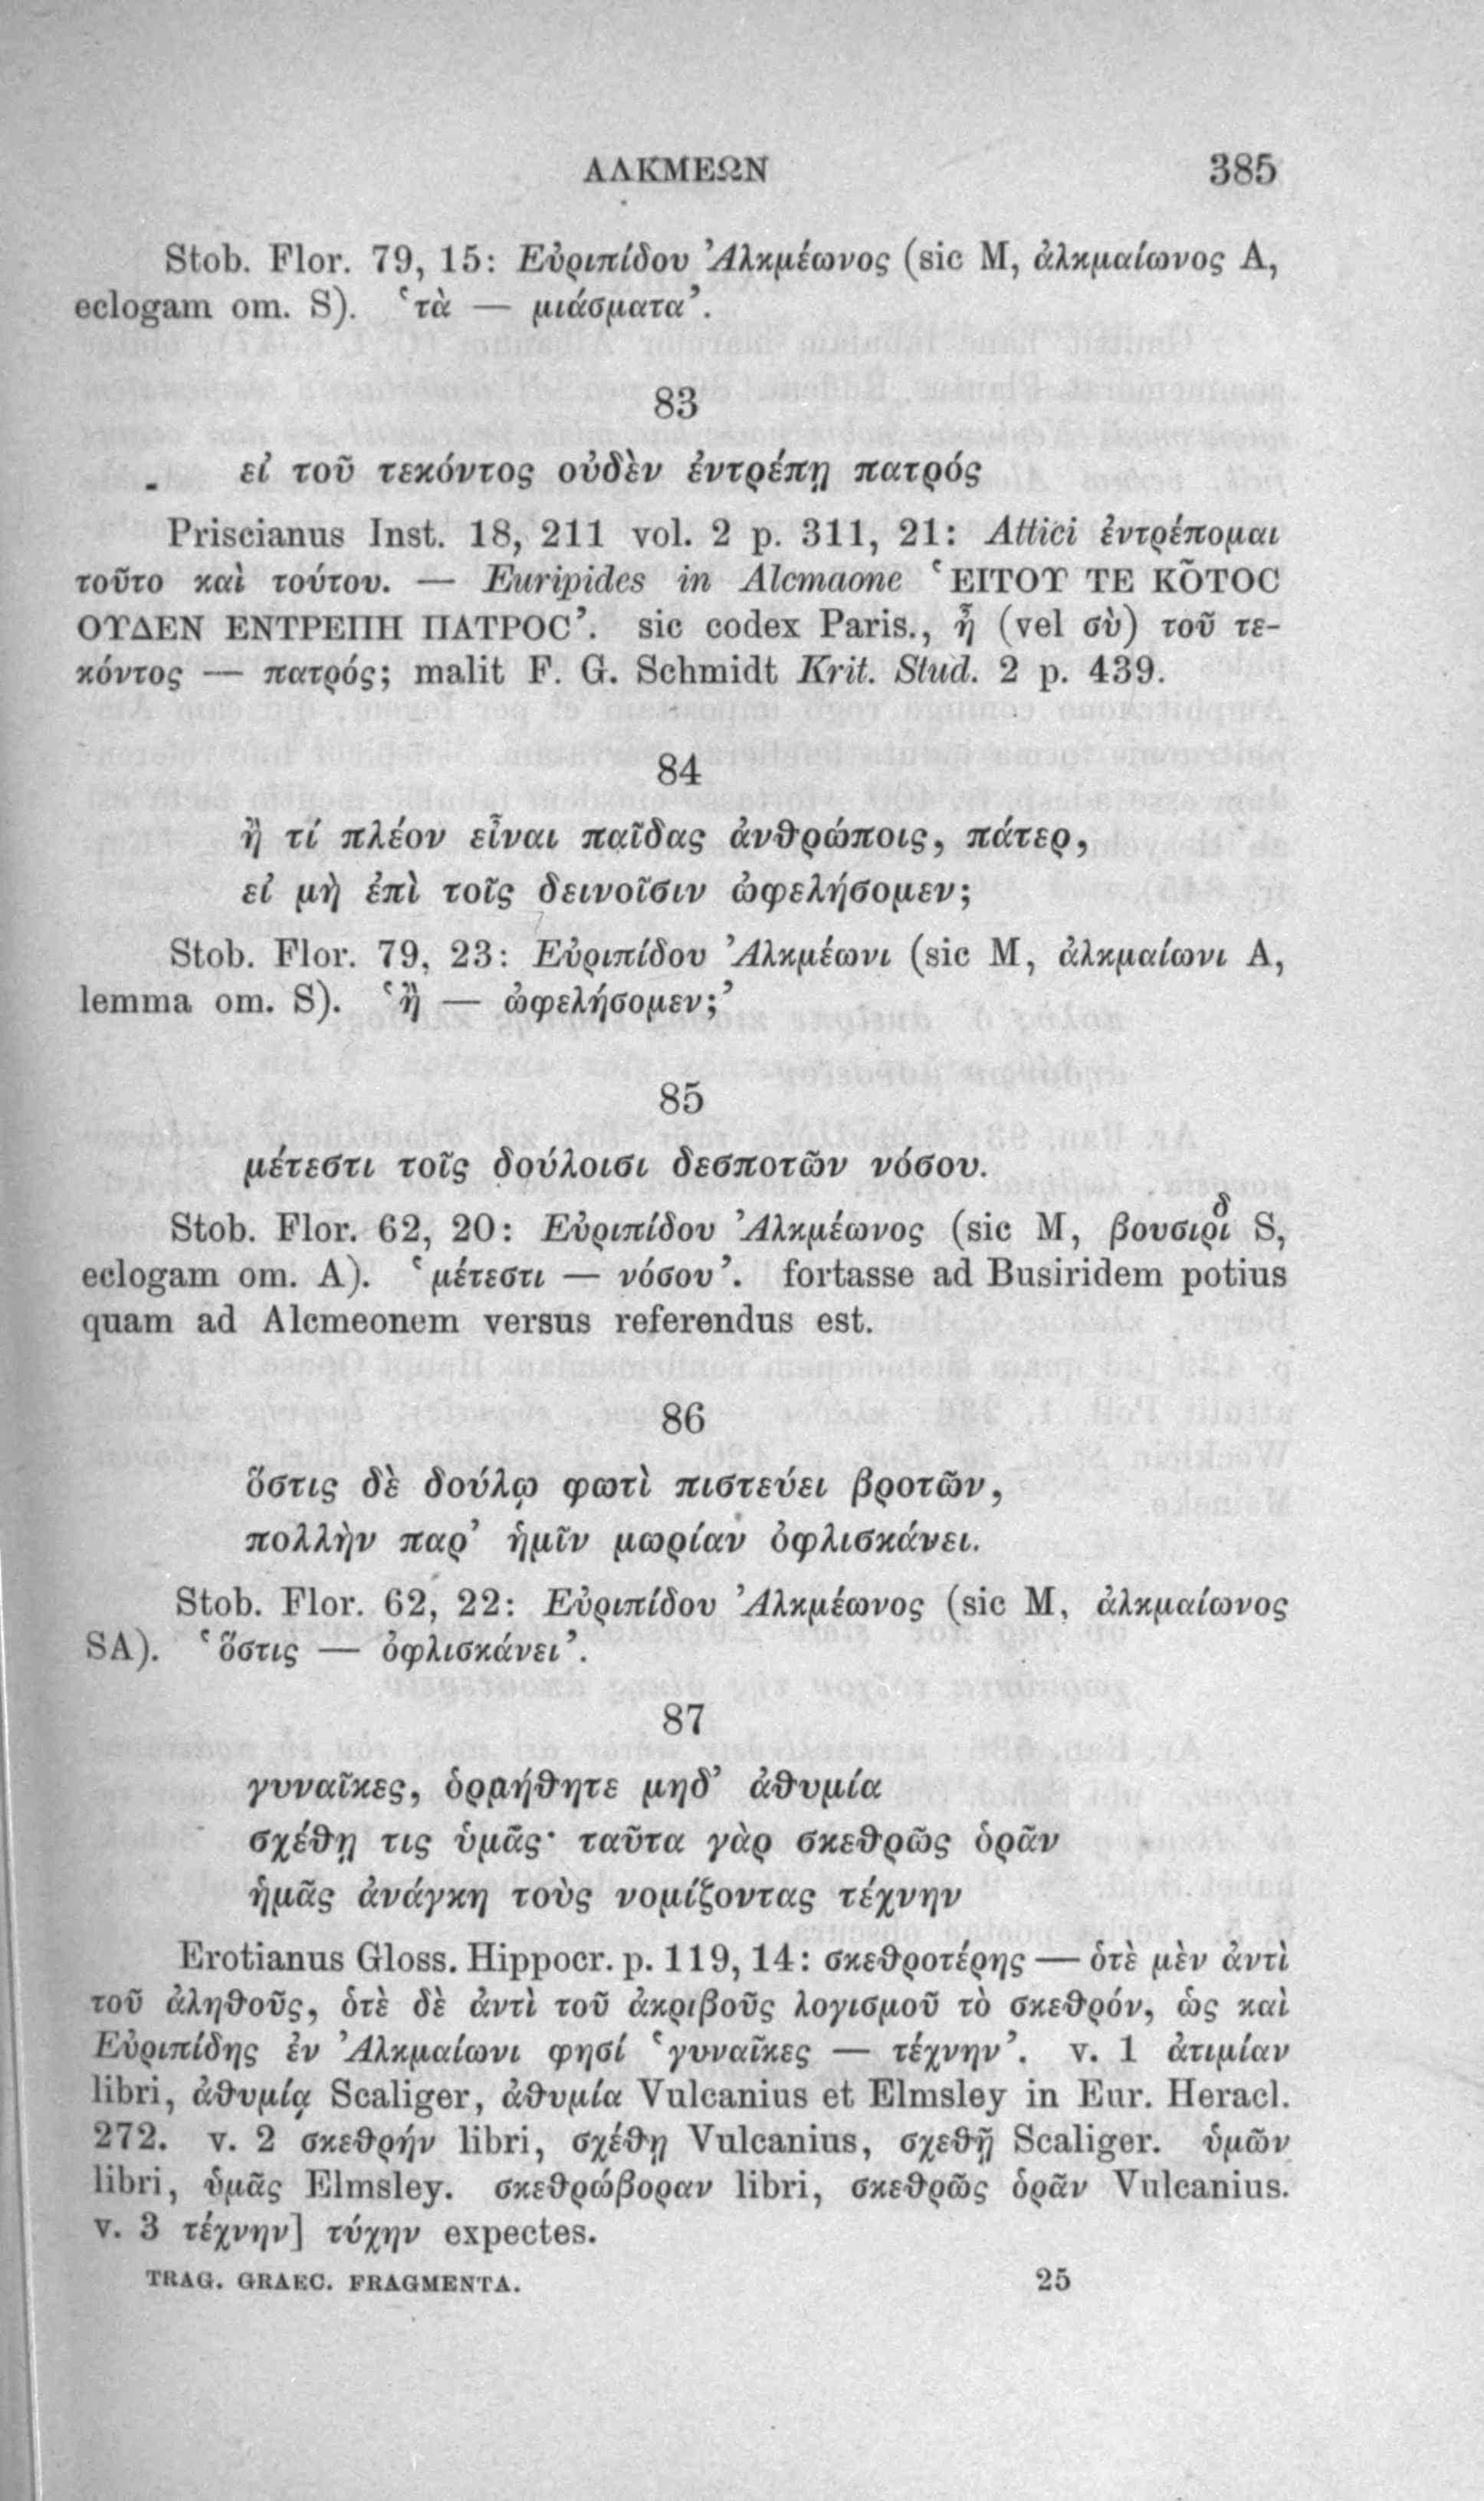 ΑΛΚΜΕΩΝ 385
Stob. Flor. 79, 15: Εὐριπίδου Ἀλκμέωνος (sic M, ἀλκμαίωνος A,
eclogam om. S). ‘τὰ — μιάσματα’.
83
εἰ τοῦ τεκόντος οὐδὲν ἐντρέπῃ πατρός
Priscianus Inst. 18, 211 vol. 2 p. 311, 21: Attici ἐντρέπομαι
τοῦτο καὶ τούτου. — Euripides in Alcmaone ‘ΕΙΤΟΥ ΤΕ ΚΟ̃ΤΟC
ΟΥΔΕΝ ΕΝΤΡΕΠΗ ΠΑΤΡΟC’. sic codex Paris., ἦ (vel σὺ) τοῦ τε-
κόντος — πατρός; malit F. G. Schmidt Krit. Stud. 2 p. 439.
84
ἢ τί πλέον εἶναι παῖδας ἀνθρώποις, πάτερ,
εἰ μὴ ἐπὶ τοῖς δεινοῖσιν ὠφελήσομεν;
Stob. Flor. 79, 23: Εὐριπίδου Ἀλκμέωνι (sic M, ἀλκμαίωνι A,
lemma om. S). ‘ἢ — ὠφελήσομεν;’
85
μέτεστι τοῖς δούλοισι δεσποτῶν νόσου.
Stob. Flor. 62, 20: Εὐριπίδου Ἀλκμέωνος (sic M, βουσιρῖδ S,
eclogam om. A). ‘μέτεστι — νόσου’. fortasse ad Busiridem potius
quam ad Alcmeonem versus referendus est.
86
ὅστις δὲ δούλῳ φωτὶ πιστεύει βροτῶν,
πολλὴν παρ’ ἡμῖν μωρίαν ὀφλισκάνει.
Stob. Flor. 62, 22: Εὐριπίδου Ἀλκμέωνος (sic M, ἀλκμαίωνος
SA). ‘ὅστις — ὀφλισκάνει’.
87
γυναῖκες, ὁρμήθητε μηδ’ ἀθυμία
σχέθῃ τις ὑμᾶς· ταῦτα γὰρ σκεθρῶς ὁρᾶν
ἡμᾶς ἀνάγκη τοὺς νομίζοντας τέχνην
Erotianus Gloss. Hippocr. p. 119, 14: σκεθροτέρης — ὁτὲ μὲν ἀντὶ
τοῦ ἀληθοῦς, ὁτὲ δὲ ἀντὶ τοῦ ἀκριβοῦς λογισμοῦ τὸ σκεθρόν, ὡς καὶ
Εὐριπίδης ἐν Ἀλκμαίωνι φησί ‘γυναῖκες — τέχνην’. v. 1 ἀτιμίαν
libri, ἀθυμίᾳ Scaliger, ἀθυμία Vulcanius et Elmsley in Eur. Heracl.
272. v. 2 σκεθρήν libri, σχέθῃ Vulcanius, σχεθῇ Scaliger. ὑμῶν
libri, ὑμᾶς Elmsley. σκεθρώβοραν libri, σκεθρῶς ὁρᾶν Vulcanius.
v. 3 τέχνην] τύχην expectes.
TRAG. GRAEC. FRAGMENTA. 25